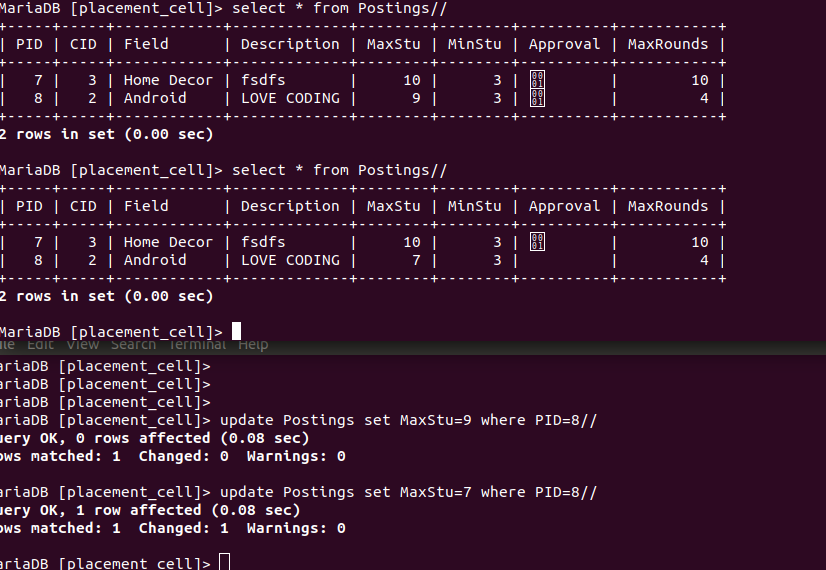 MariaDB [placement_cell]> select * from Postings//
+-----+-----+------------+-------------+--------+--------+----------+-----------+
| PID | CID | Field      | Description | MaxStu | MinStu | Approval | MaxRounds |
+-----+-----+------------+-------------+--------+--------+----------+-----------+
|   7 |   3 | Home Decor | fsdfs       |     10 |      3 | 0001     |        10 |
|   8 |   2 | Android    | LOVE CODING |      9 |      3 | 0001     |         4 |
+-----+-----+------------+-------------+--------+--------+----------+-----------+
2 rows in set (0.00 sec)
MariaDB [placement_cell]> select * from Postings//
+-----+-----+------------+-------------+--------+--------+----------+-----------+
| PID | CID | Field      | Description | MaxStu | MinStu | Approval | MaxRounds |
+-----+-----+------------+-------------+--------+--------+----------+-----------+
|   7 |   3 | Home Decor | fsdfs       |     10 |      3 | 0001     |        10 |
|   8 |   2 | Android    | LOVE CODING |      7 |      3 |          |         4 |
+-----+-----+------------+-------------+--------+--------+----------+-----------+
2 rows in set (0.00 sec)
MariaDB [placement_cell]>
ile Edit View Search Terminal Help
ariaDB [placement_cell]>
ariaDB [placement_cell]>
ariaDB [placement_cell]>
ariaDB [placement_cell]> update Postings set MaxStu=9 where PID=8//
uery OK, 0 rows affected (0.08 sec)
ows matched: 1  Changed: 0  Warnings: 0
ariaDB [placement_cell]> update Postings set MaxStu=7 where PID=8//
uery OK, 1 row affected (0.08 sec)
ows matched: 1  Changed: 1  Warnings: 0
ariaDB [placement_cell]>